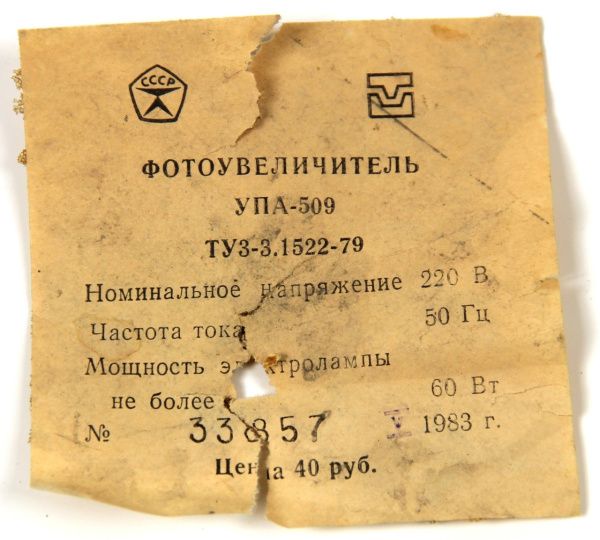 СССР
ФОТОУВЕЛИЧИТЕЛЬ
УПА-509
ТУ3-3.1522-79
Номинальное напряжение 220 В
Частота тока 50 Гц
Мощность электролампы
не более 60 Вт
№ 33857 V 1983 г.
Цена 40 руб.